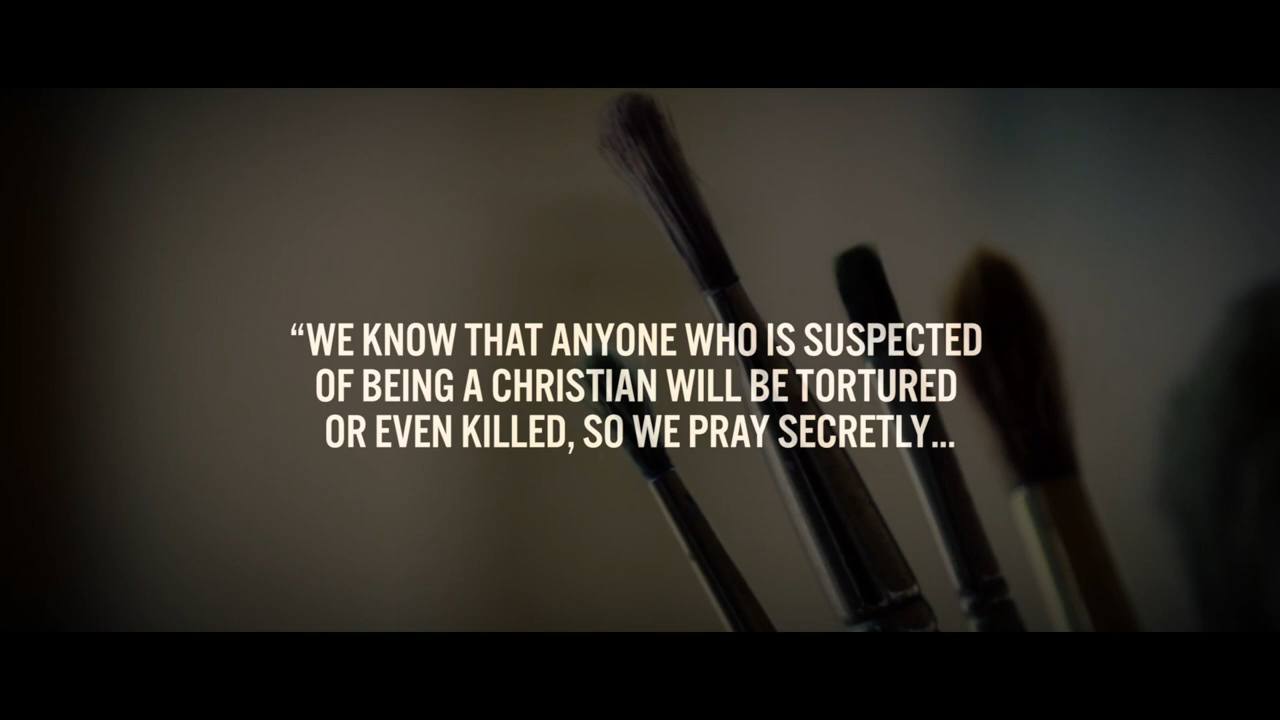 “WE KNOW THAT ANYONE WHO IS SUSPECTED
OF BEING A CHRISTIAN WILL BE TORTURED
OR EVEN KILLED, SO WE PRAY SECRETLY...